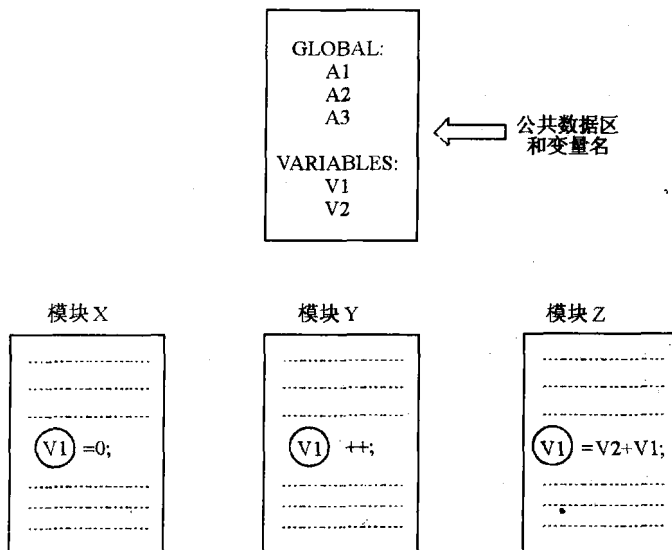 GLOBAL:
A1
A2
A3
VARIABLES:
V1
V2
公共数据区
和变量名
模块 X
模块 Y
模块 Z
V1 =0;
V1 ++;
V1 =V2+V1;